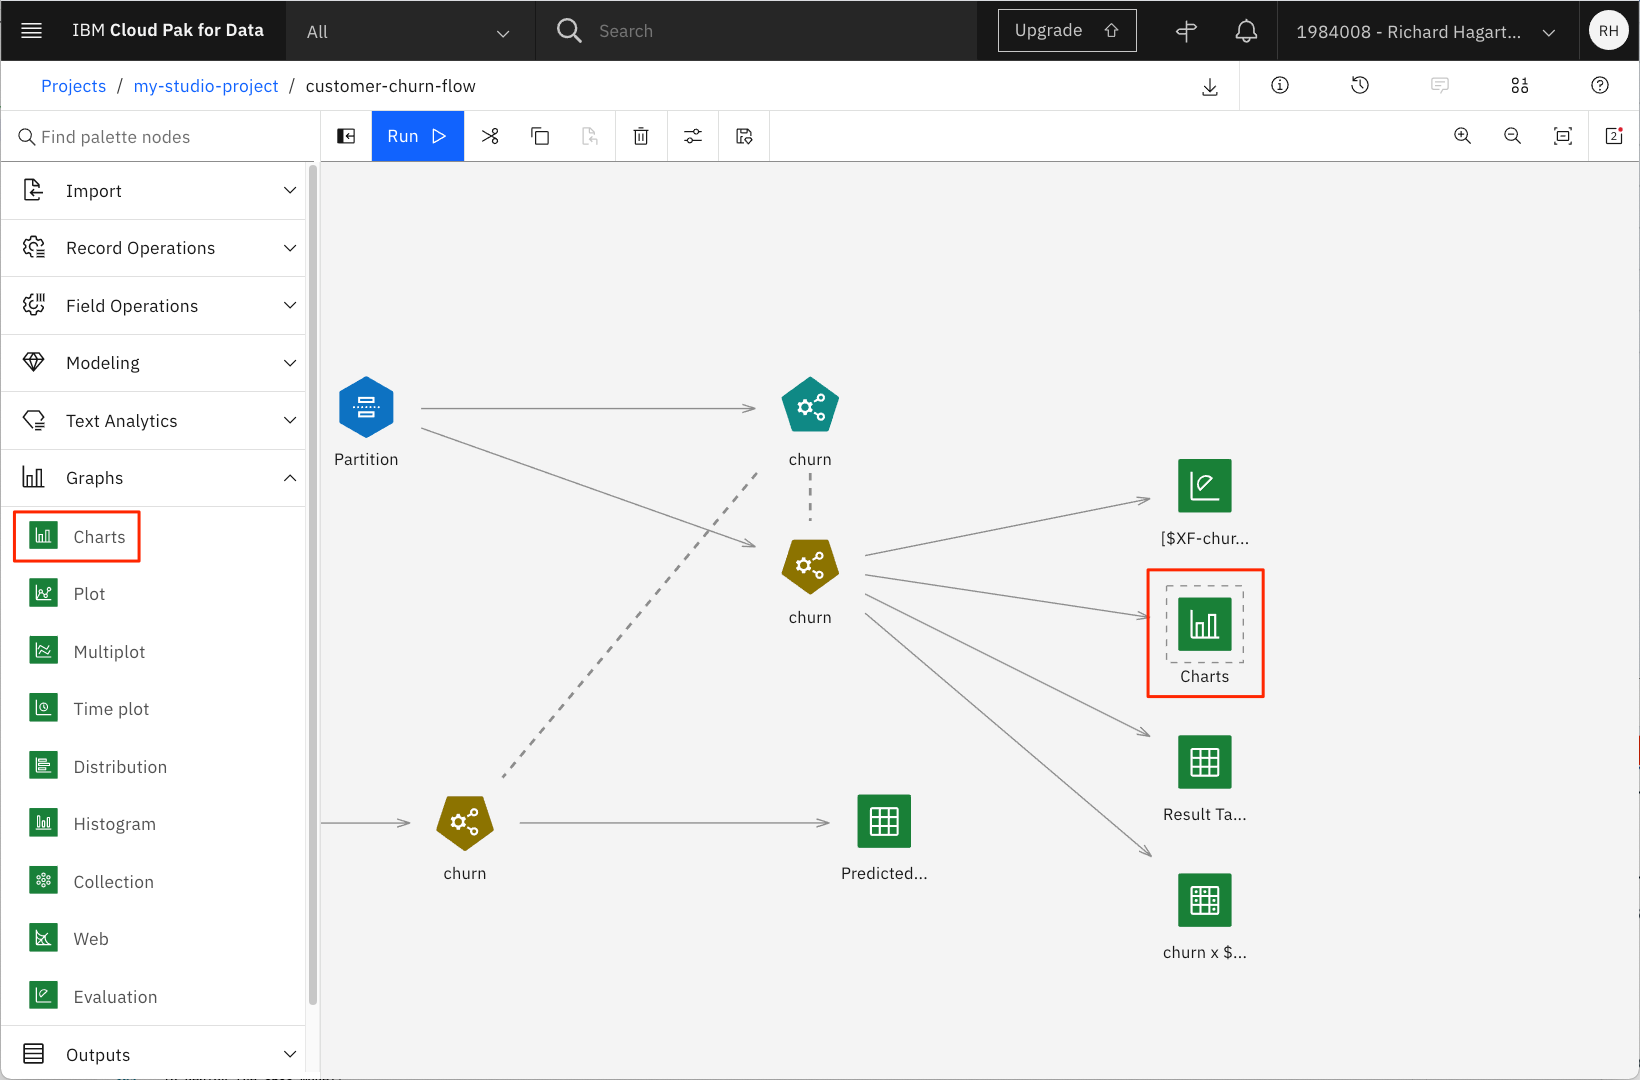 IBM Cloud Pak for Data
All
Search
Upgrade
1984008 - Richard Hagart...
RH
Projects / my-studio-project / customer-churn-flow
Find palette nodes
Run
2
Import
Record Operations
Field Operations
Modeling
Text Analytics
Graphs
Charts
Plot
Multiplot
Time plot
Distribution
Histogram
Collection
Web
Evaluation
Outputs
Partition
churn
churn
[$XF-chur...
Charts
Result Ta...
churn x $...
churn
Predicted...